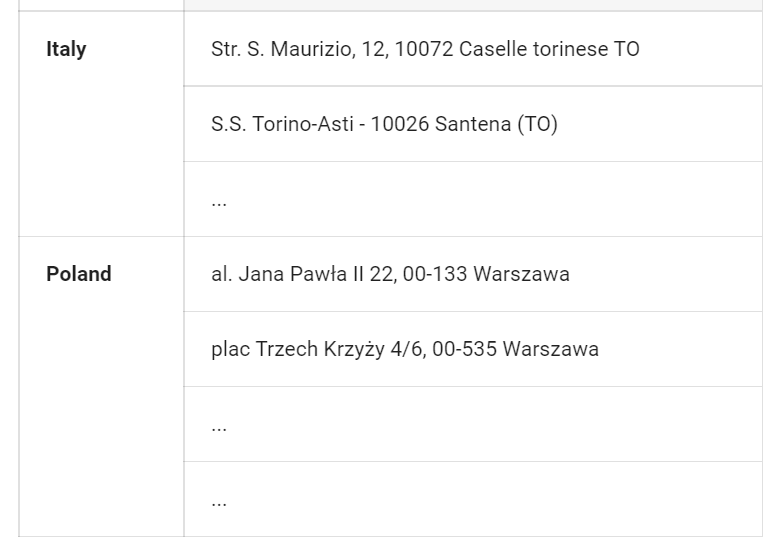 Italy
Str. S. Maurizio, 12, 10072 Caselle torinese TO
S.S. Torino-Asti - 10026 Santena (TO)
...
Poland
al. Jana Pawła II 22, 00-133 Warszawa
plac Trzech Krzyży 4/6, 00-535 Warszawa
...
...